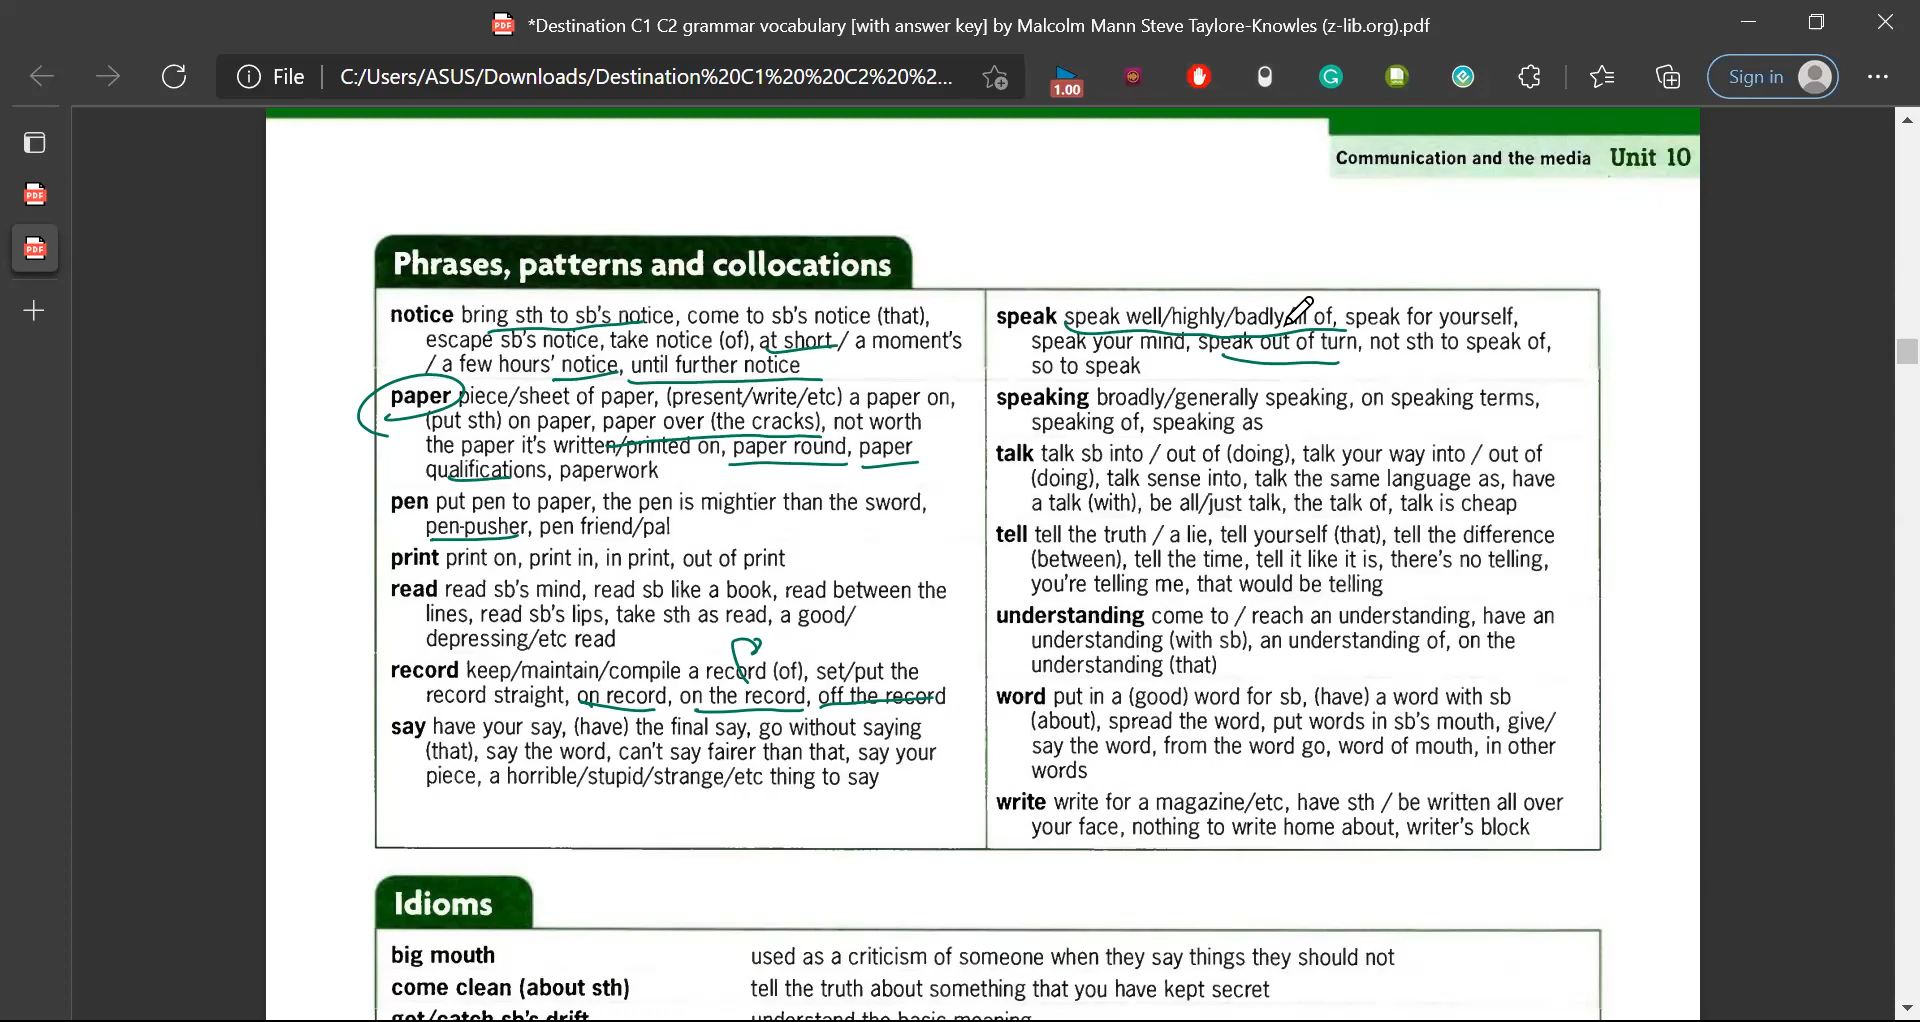 *Destination C1 C2 grammar vocabulary [with answer key] by Malcolm Mann Steve Taylore-Knowles (z-lib.org).pdf
File C:/Users/ASUS/Downloads/Destination%20C1%20%20C2%20%2... 1.00 Sign in
PDF
PDF
Communication and the media Unit 10
Phrases, patterns and collocations
notice bring sth to sb's notice, come to sb's notice (that),
escape sb's notice, take notice (of), at short / a moment's
/ a few hours' notice, until further notice
paper piece/sheet of paper, (present/write/etc) a paper on,
(put sth) on paper, paper over (the cracks), not worth
the paper it's written/printed on, paper round, paper
qualifications, paperwork
pen put pen to paper, the pen is mightier than the sword,
pen-pusher, pen friend/pal
print print on, print in, in print, out of print
read read sb's mind, read sb like a book, read between the
lines, read sb's lips, take sth as read, a good/
depressing/etc read
record keep/maintain/compile a record (of), set/put the
record straight, on record, on the record, off the record
say have your say, (have) the final say, go without saying
(that), say the word, can't say fairer than that, say your
piece, a horrible/stupid/strange/etc thing to say
speak speak well/highly/badly/ of, speak for yourself,
speak your mind, speak out of turn, not sth to speak of,
so to speak
speaking broadly/generally speaking, on speaking terms,
speaking of, speaking as
talk talk sb into / out of (doing), talk your way into / out of
(doing), talk sense into, talk the same language as, have
a talk (with), be all/just talk, the talk of, talk is cheap
tell tell the truth / a lie, tell yourself (that), tell the difference
(between), tell the time, tell it like it is, there's no telling,
you're telling me, that would be telling
understanding come to / reach an understanding, have an
understanding (with sb), an understanding of, on the
understanding (that)
word put in a (good) word for sb, (have) a word with sb
(about), spread the word, put words in sb's mouth, give/
say the word, from the word go, word of mouth, in other
words
write write for a magazine/etc, have sth / be written all over
your face, nothing to write home about, writer's block
Idioms
big mouth used as a criticism of someone when they say things they should not
come clean (about sth) tell the truth about something that you have kept secret
get/catch sb's drift understand the basic meaning